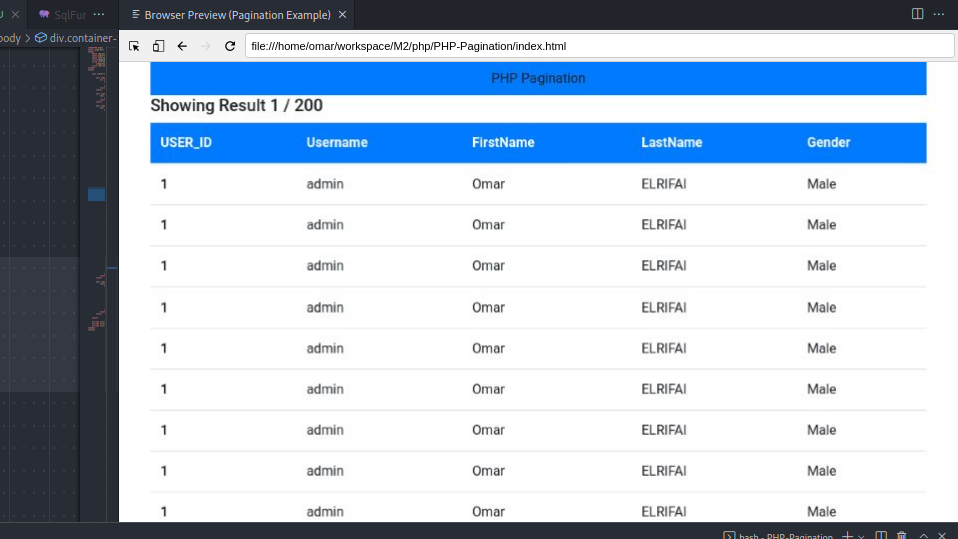 SqlFur ···
Browser Preview (Pagination Example)
body > div.container-
file:///home/omar/workspace/M2/php/PHP-Pagination/index.html
PHP Pagination
Showing Result 1 / 200
USER_ID Username FirstName LastName Gender
1 admin Omar ELRIFAI Male
1 admin Omar ELRIFAI Male
1 admin Omar ELRIFAI Male
1 admin Omar ELRIFAI Male
1 admin Omar ELRIFAI Male
1 admin Omar ELRIFAI Male
1 admin Omar ELRIFAI Male
1 admin Omar ELRIFAI Male
1 admin Omar ELRIFAI Male
bash - PHP-Pagination